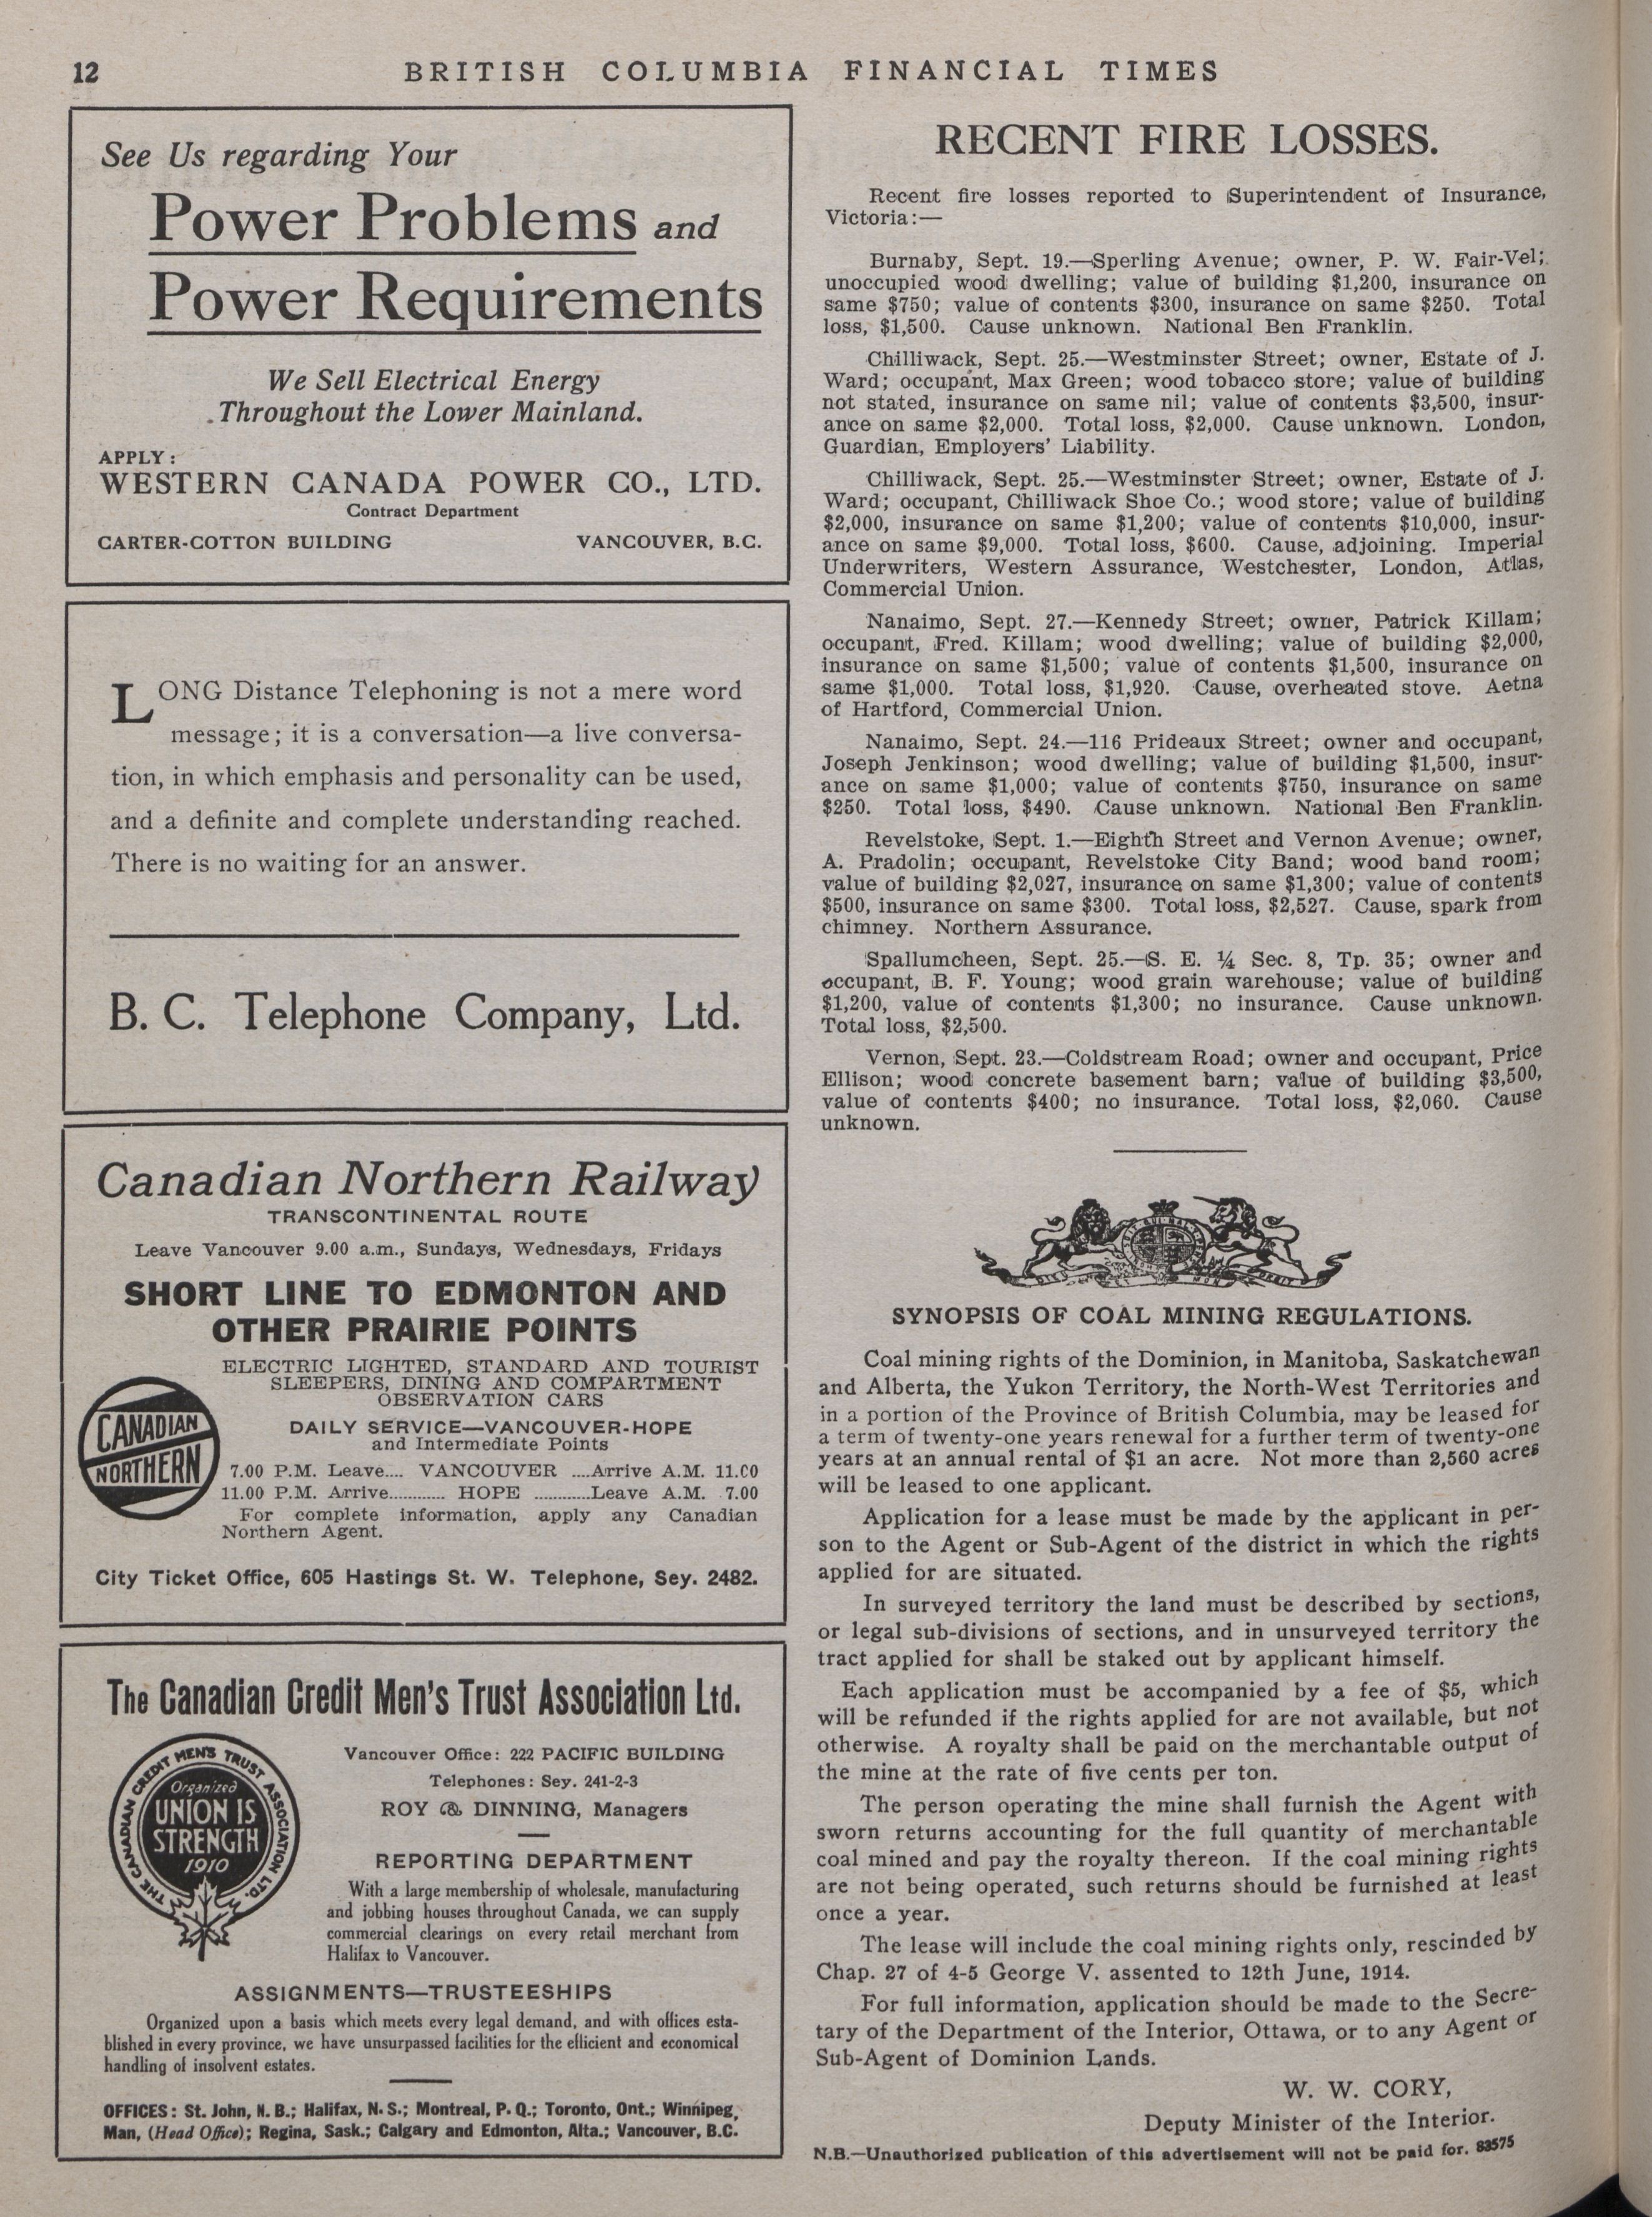 12
BRITISH COLUMBIA FINANCIAL TIMES
See Us regarding Your
Power Problems and
Power Requirements
We Sell Electrical Energy
Throughout the Lower Mainland.
APPLY:
WESTERN CANADA POWER CO., LTD.
Contract Department
CARTER-COTTON BUILDING VANCOUVER, B.C.
LONG Distance Telephoning is not a mere word
message; it is a conversation—a live conversa-
tion, in which emphasis and personality can be used,
and a definite and complete understanding reached.
There is no waiting for an answer.
B. C. Telephone Company, Ltd.
Canadian Northern Railway
TRANSCONTINENTAL ROUTE
Leave Vancouver 9.00 a.m., Sundays, Wednesdays, Fridays
SHORT LINE TO EDMONTON AND
OTHER PRAIRIE POINTS
CANADIAN
NORTHERN
ELECTRIC LIGHTED, STANDARD AND TOURIST
SLEEPERS, DINING AND COMPARTMENT
OBSERVATION CARS
DAILY SERVICE—VANCOUVER-HOPE
and Intermediate Points
7.00 P.M. Leave.... VANCOUVER ....Arrive A.M. 11.00
11.00 P.M. Arrive........... HOPE ...........Leave A.M. 7.00
For complete information, apply any Canadian
Northern Agent.
City Ticket Office, 605 Hastings St. W. Telephone, Sey. 2482.
The Canadian Credit Men's Trust Association Ltd.
THE CANADIAN CREDIT MEN'S TRUST ASSOCIATION LTD.
Organized
UNION IS
STRENGTH
1910
Vancouver Office: 222 PACIFIC BUILDING
Telephones: Sey. 241-2-3
ROY & DINNING, Managers
REPORTING DEPARTMENT
With a large membership of wholesale, manufacturing
and jobbing houses throughout Canada, we can supply
commercial clearings on every retail merchant from
Halifax to Vancouver.
ASSIGNMENTS—TRUSTEESHIPS
Organized upon a basis which meets every legal demand, and with offices esta-
blished in every province, we have unsurpassed facilities for the efficient and economical
handling of insolvent estates.
OFFICES: St. John, N. B.; Halifax, N. S.; Montreal, P. Q.; Toronto, Ont.; Winnipeg,
Man, (Head Office); Regina, Sask.; Calgary and Edmonton, Alta.; Vancouver, B.C.
RECENT FIRE LOSSES.
Recent fire losses reported to Superintendent of Insurance,
Victoria:—
Burnaby, Sept. 19.—Sperling Avenue; owner, P. W. Fair-Vel;
unoccupied wood dwelling; value of building $1,200, insurance on
same $750; value of contents $300, insurance on same $250. Total
loss, $1,500. Cause unknown. National Ben Franklin.
Chilliwack, Sept. 25.—Westminster Street; owner, Estate of J.
Ward; occupant, Max Green; wood tobacco store; value of building
not stated, insurance on same nil; value of contents $3,500, insur-
ance on same $2,000. Total loss, $2,000. Cause unknown. London,
Guardian, Employers' Liability.
Chilliwack, Sept. 25.—Westminster Street; owner, Estate of J.
Ward; occupant, Chilliwack Shoe Co.; wood store; value of building
$2,000, insurance on same $1,200; value of contents $10,000, insur-
ance on same $9,000. Total loss, $600. Cause, adjoining. Imperial
Underwriters, Western Assurance, Westchester, London, Atlas,
Commercial Union.
Nanaimo, Sept. 27.—Kennedy Street; owner, Patrick Killam;
occupant, Fred. Killam; wood dwelling; value of building $2,000,
insurance on same $1,500; value of contents $1,500, insurance on
same $1,000. Total loss, $1,920. Cause, overheated stove. Aetna
of Hartford, Commercial Union.
Nanaimo, Sept. 24.—116 Prideaux Street; owner and occupant,
Joseph Jenkinson; wood dwelling; value of building $1,500, insur-
ance on same $1,000; value of contents $750, insurance on same
$250. Total loss, $490. Cause unknown. National Ben Franklin.
Revelstoke, Sept. 1.—Eighth Street and Vernon Avenue; owner,
A. Pradolin; occupant, Revelstoke City Band; wood band room;
value of building $2,027, insurance on same $1,300; value of contents
$500, insurance on same $300. Total loss, $2,527. Cause, spark from
chimney. Northern Assurance.
Spallumcheen, Sept. 25.—S. E. ¼ Sec. 8, Tp. 35; owner and
occupant, B. F. Young; wood grain warehouse; value of building
$1,200, value of contents $1,300; no insurance. Cause unknown.
Total loss, $2,500.
Vernon, Sept. 23.—Coldstream Road; owner and occupant, Price
Ellison; wood concrete basement barn; value of building $3,500,
value of contents $400; no insurance. Total loss, $2,060. Cause
unknown.
SYNOPSIS OF COAL MINING REGULATIONS.
Coal mining rights of the Dominion, in Manitoba, Saskatchewan
and Alberta, the Yukon Territory, the North-West Territories and
in a portion of the Province of British Columbia, may be leased for
a term of twenty-one years renewal for a further term of twenty-one
years at an annual rental of $1 an acre. Not more than 2,560 acres
will be leased to one applicant.
Application for a lease must be made by the applicant in per-
son to the Agent or Sub-Agent of the district in which the rights
applied for are situated.
In surveyed territory the land must be described by sections,
or legal sub-divisions of sections, and in unsurveyed territory the
tract applied for shall be staked out by applicant himself.
Each application must be accompanied by a fee of $5, which
will be refunded if the rights applied for are not available, but not
otherwise. A royalty shall be paid on the merchantable output of
the mine at the rate of five cents per ton.
The person operating the mine shall furnish the Agent with
sworn returns accounting for the full quantity of merchantable
coal mined and pay the royalty thereon. If the coal mining rights
are not being operated, such returns should be furnished at least
once a year.
The lease will include the coal mining rights only, rescinded by
Chap. 27 of 4-5 George V. assented to 12th June, 1914.
For full information, application should be made to the Secre-
tary of the Department of the Interior, Ottawa, or to any Agent or
Sub-Agent of Dominion Lands.
W. W. CORY,
Deputy Minister of the Interior.
N.B.—Unauthorized publication of this advertisement will not be paid for. 83575